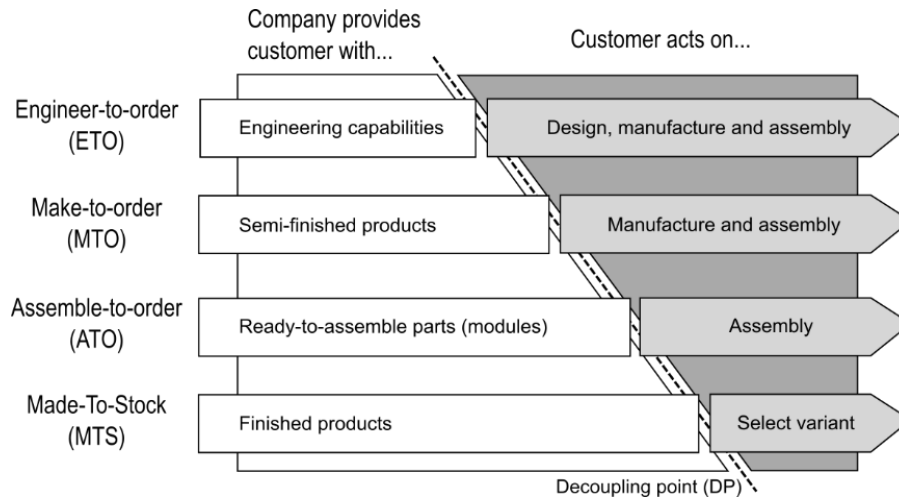 Company provides
customer with...
Customer acts on...
Engineer-to-order
(ETO)
Engineering capabilities
Design, manufacture and assembly
Make-to-order
(MTO)
Semi-finished products
Manufacture and assembly
Assemble-to-order
(ATO)
Ready-to-assemble parts (modules)
Assembly
Made-To-Stock
(MTS)
Finished products
Select variant
Decoupling point (DP)